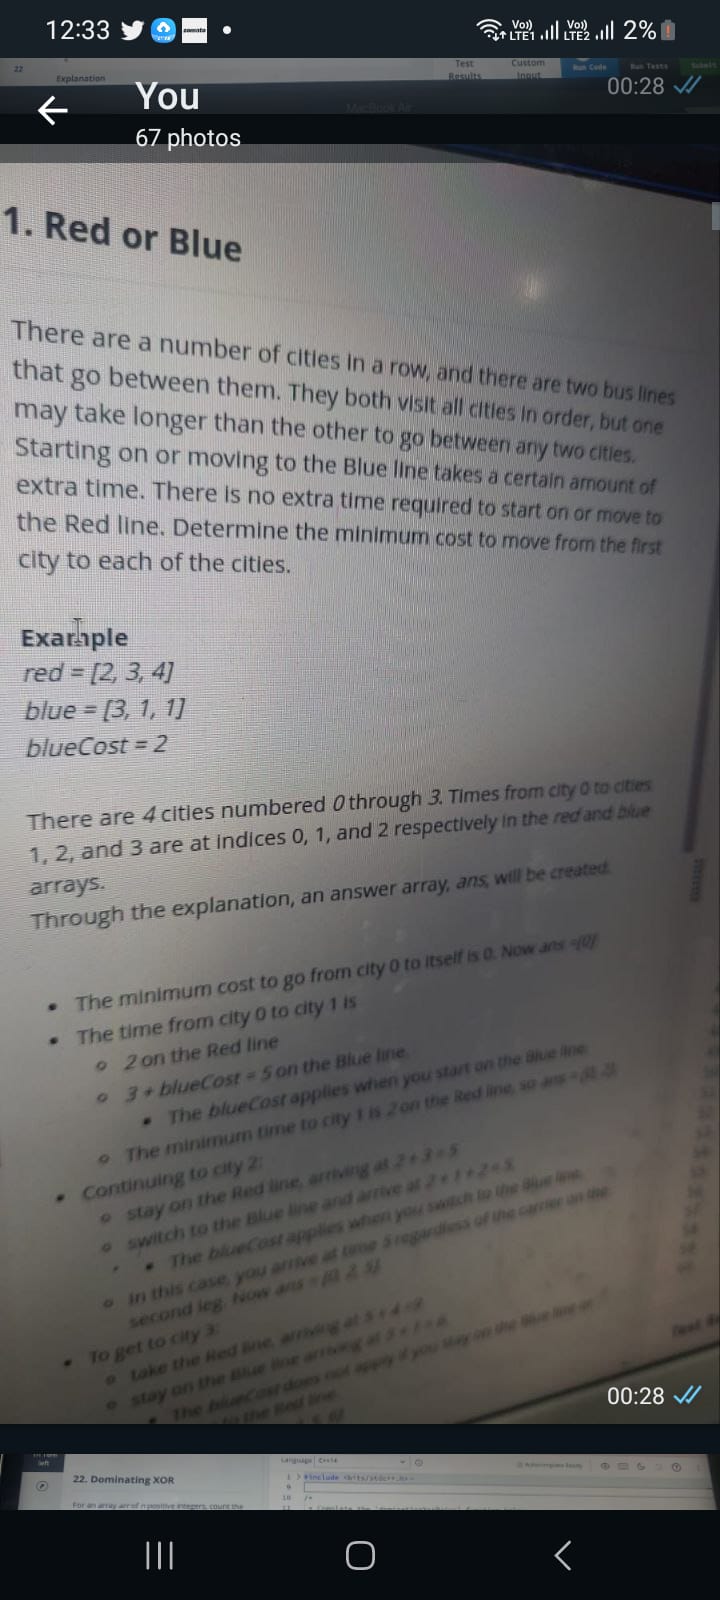 12:33
zomato
Vo)) LTE1
Vo)) LTE2
2%
22
Explanation
Test Results
Custom Input
Run Code
Run Tests
Submit
You
00:28
67 photos
MacBook Air
1. Red or Blue
There are a number of cities in a row, and there are two bus lines
that go between them. They both visit all cities in order, but one
may take longer than the other to go between any two cities.
Starting on or moving to the Blue line takes a certain amount of
extra time. There is no extra time required to start on or move to
the Red line. Determine the minimum cost to move from the first
city to each of the cities.
Example
red = [2, 3, 4]
blue = [3, 1, 1]
blueCost = 2
There are 4 cities numbered 0 through 3. Times from city 0 to cities
1, 2, and 3 are at indices 0, 1, and 2 respectively in the red and blue
arrays.
Through the explanation, an answer array, ans, will be created.
• The minimum cost to go from city 0 to itself is 0. Now ans =[0]
• The time from city 0 to city 1 is
o 2 on the Red line
o 3 + blueCost = 5 on the Blue line.
▪ The blueCost applies when you start on the Blue line.
o The minimum time to city 1 is 2 on the Red line, so ans = [0, 2].
• Continuing to city 2:
o stay on the Red line, arriving at 2 + 3 = 5
o switch to the Blue line and arrive at 2 + 1 + 2 = 5.
▪ The blueCost applies when you switch to the Blue line.
o In this case, you arrive at time 5 regardless of the carrier on the
second leg. Now ans = [0, 2, 5]
• To get to city 3:
o take the Red line, arriving at 5 + 4 = 9
o stay on the Blue line arriving at 5 + 1 = 6
▪ The blueCost does not apply if you stay on the Blue line or
to the Red line.
00:28
left
22. Dominating XOR
For an array arr of n positive integers, count the
Language
C++14
Autocomplete Ready
1
#include <bits/stdc++.h>
9
10
/*
11